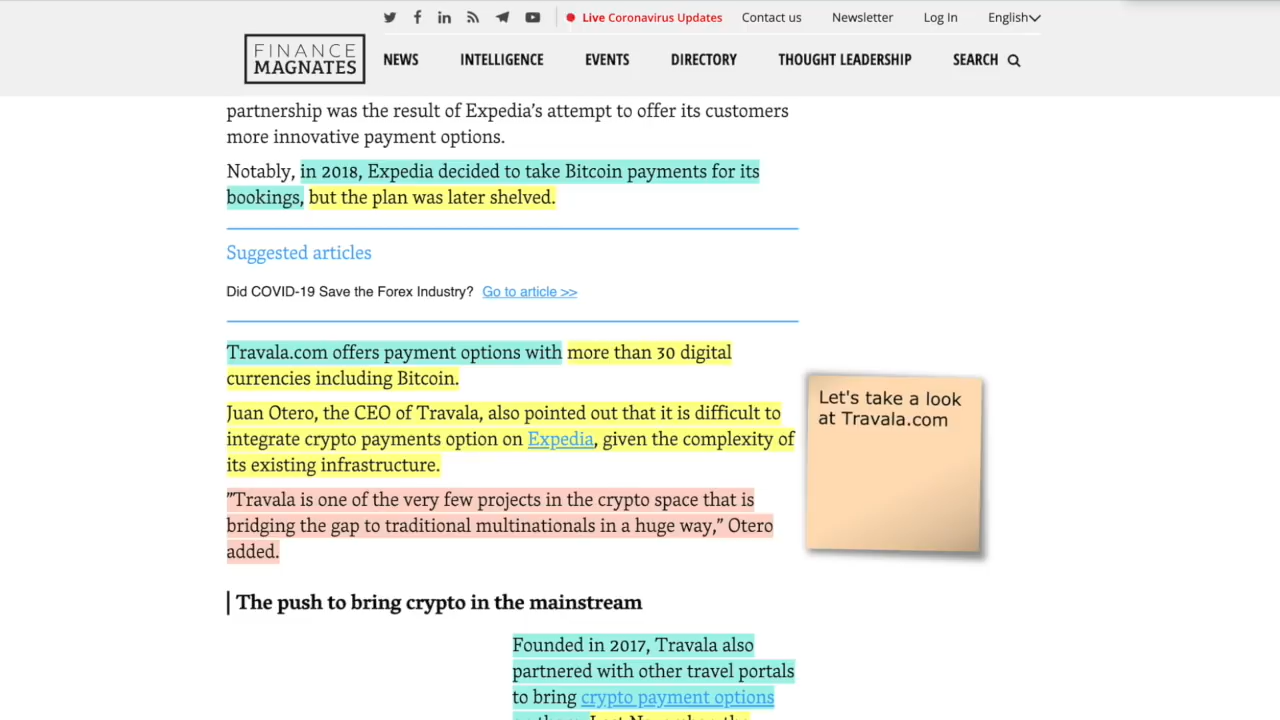 Live Coronavirus Updates Contact us Newsletter Log In English
FINANCE
MAGNATES
NEWS INTELLIGENCE EVENTS DIRECTORY THOUGHT LEADERSHIP SEARCH
partnership was the result of Expedia’s attempt to offer its customers
more innovative payment options.
Notably, in 2018, Expedia decided to take Bitcoin payments for its
bookings, but the plan was later shelved.
Suggested articles
Did COVID-19 Save the Forex Industry? Go to article >>
Travala.com offers payment options with more than 30 digital
currencies including Bitcoin.
Juan Otero, the CEO of Travala, also pointed out that it is difficult to
integrate crypto payments option on Expedia, given the complexity of
its existing infrastructure.
”Travala is one of the very few projects in the crypto space that is
bridging the gap to traditional multinationals in a huge way,” Otero
added.
Let's take a look
at Travala.com
The push to bring crypto in the mainstream
Founded in 2017, Travala also
partnered with other travel portals
to bring crypto payment options